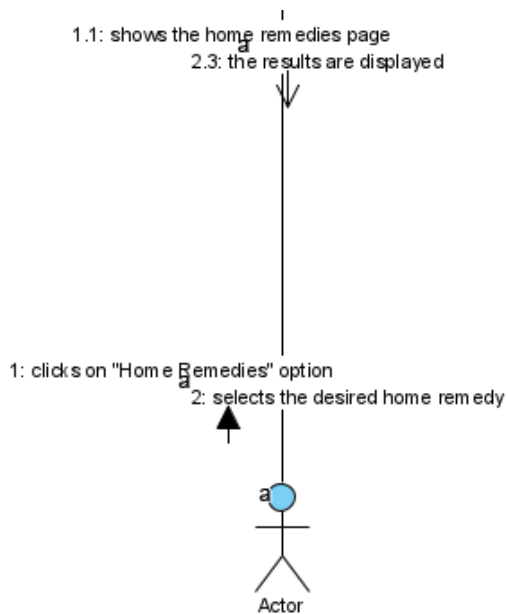 1.1: shows the home remedies page
a
2.3: the results are displayed
1: clicks on "Home Remedies" option
a
2: selects the desired home remedy
a
Actor